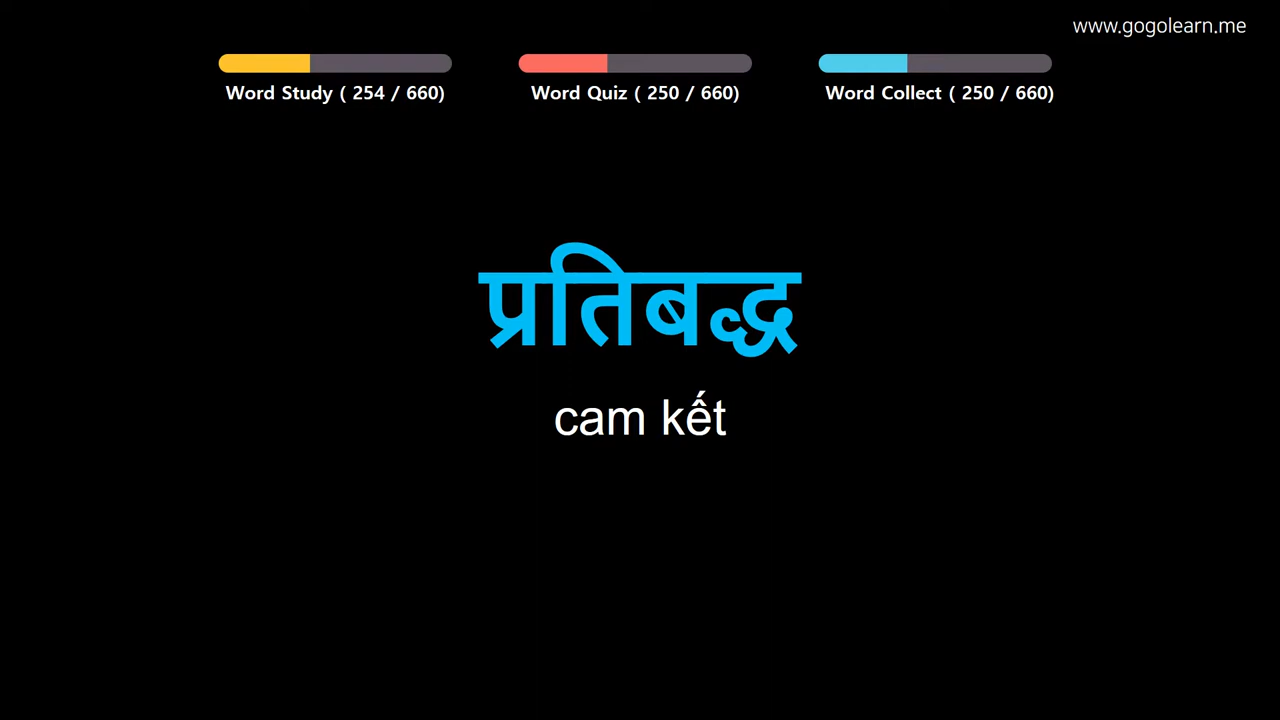 www.gogolearn.me
Word Study ( 254 / 660)
Word Quiz ( 250 / 660)
Word Collect ( 250 / 660)
प्रतिबद्ध
cam kết